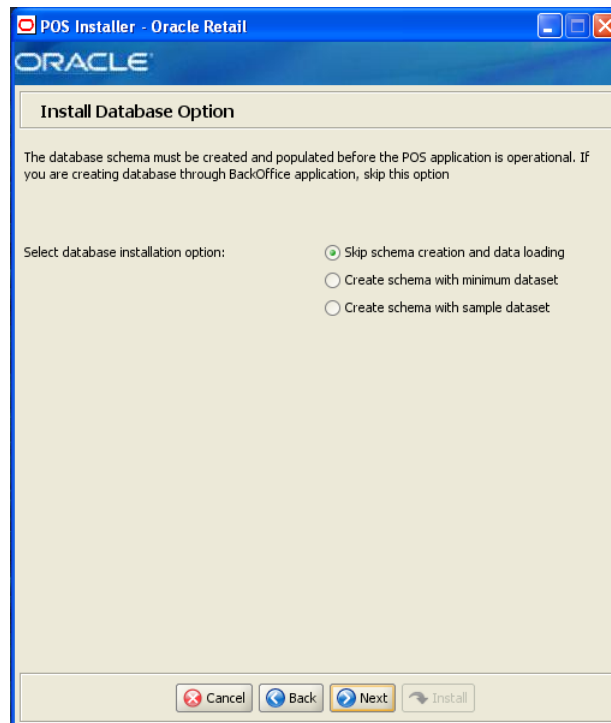 POS Installer - Oracle Retail
ORACLE
Install Database Option
The database schema must be created and populated before the POS application is operational. If
you are creating database through BackOffice application, skip this option
Select database installation option:
Skip schema creation and data loading
Create schema with minimum dataset
Create schema with sample dataset
Cancel Back Next Install